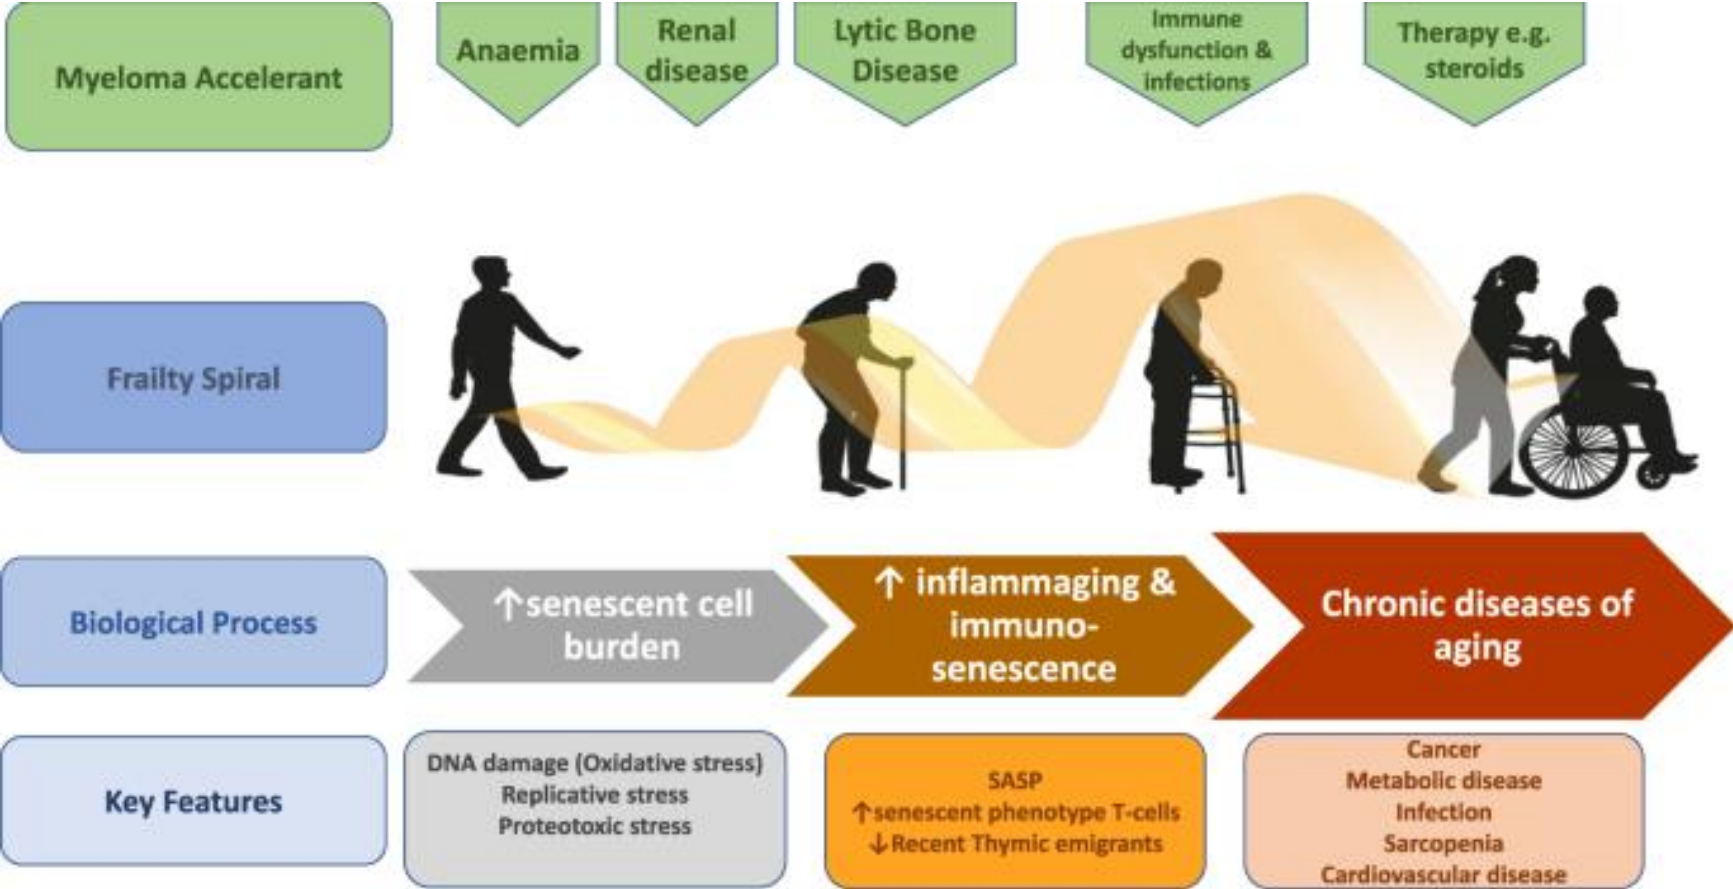 Myeloma Accelerant
Anaemia
Renal
disease
Lytic Bone
Disease
Immune
dysfunction &
infections
Therapy e.g.
steroids
Frailty Spiral
Biological Process
↑senescent cell
burden
↑ inflammaging &
immuno-
senescence
Chronic diseases of
aging
Key Features
DNA damage (Oxidative stress)
Replicative stress
Proteotoxic stress
SASP
↑senescent phenotype T-cells
↓Recent Thymic emigrants
Cancer
Metabolic disease
Infection
Sarcopenia
Cardiovascular disease